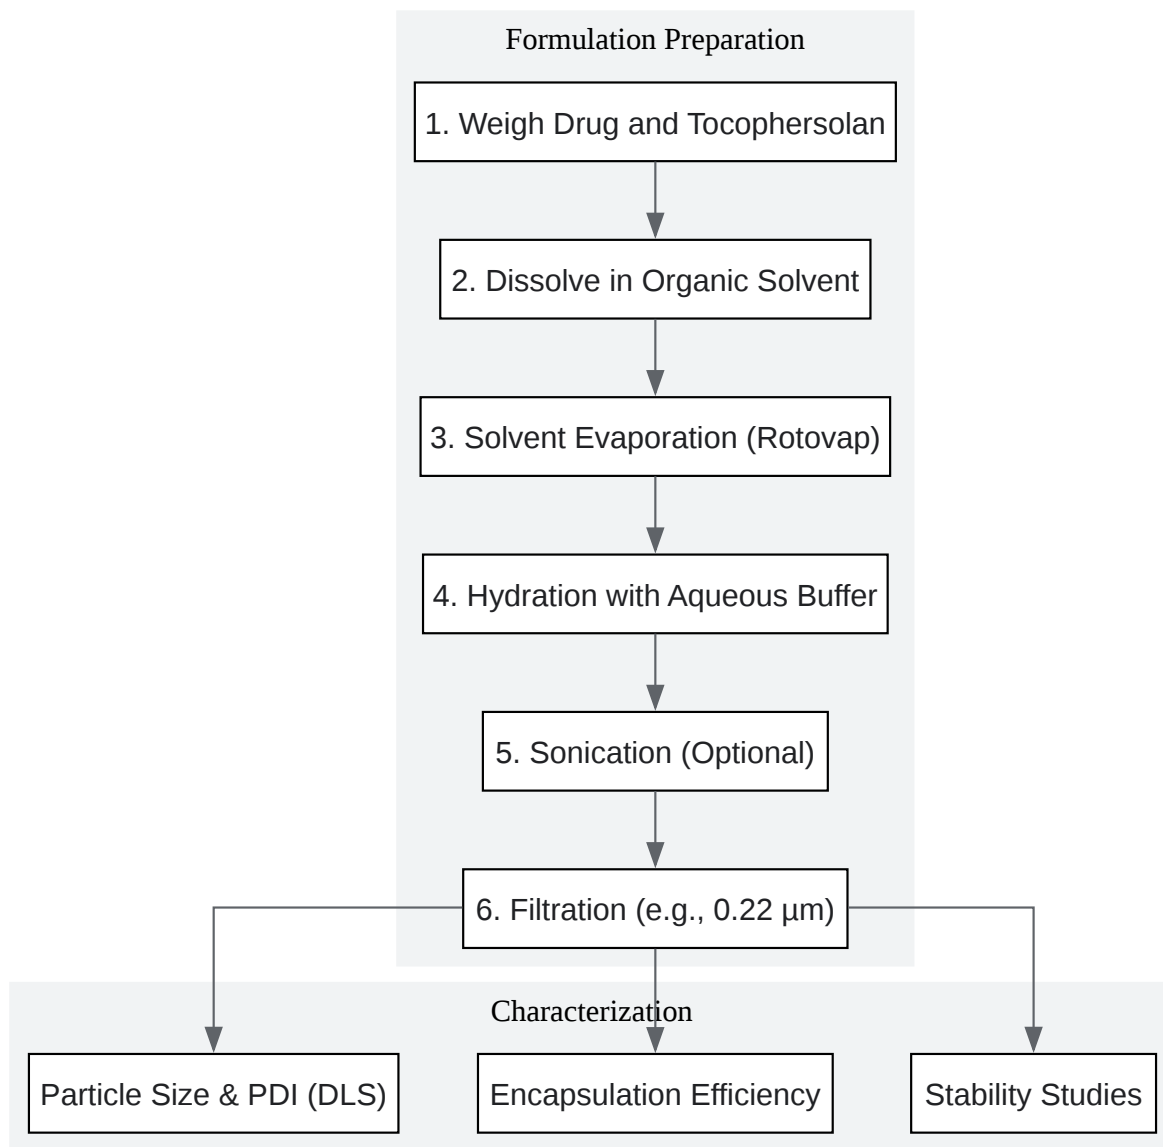 Formulation Preparation
1. Weigh Drug and Tocophersolan
2. Dissolve in Organic Solvent
3. Solvent Evaporation (Rotovap)
4. Hydration with Aqueous Buffer
5. Sonication (Optional)
6. Filtration (e.g., 0.22 µm)
Characterization
Particle Size & PDI (DLS)
Encapsulation Efficiency
Stability Studies